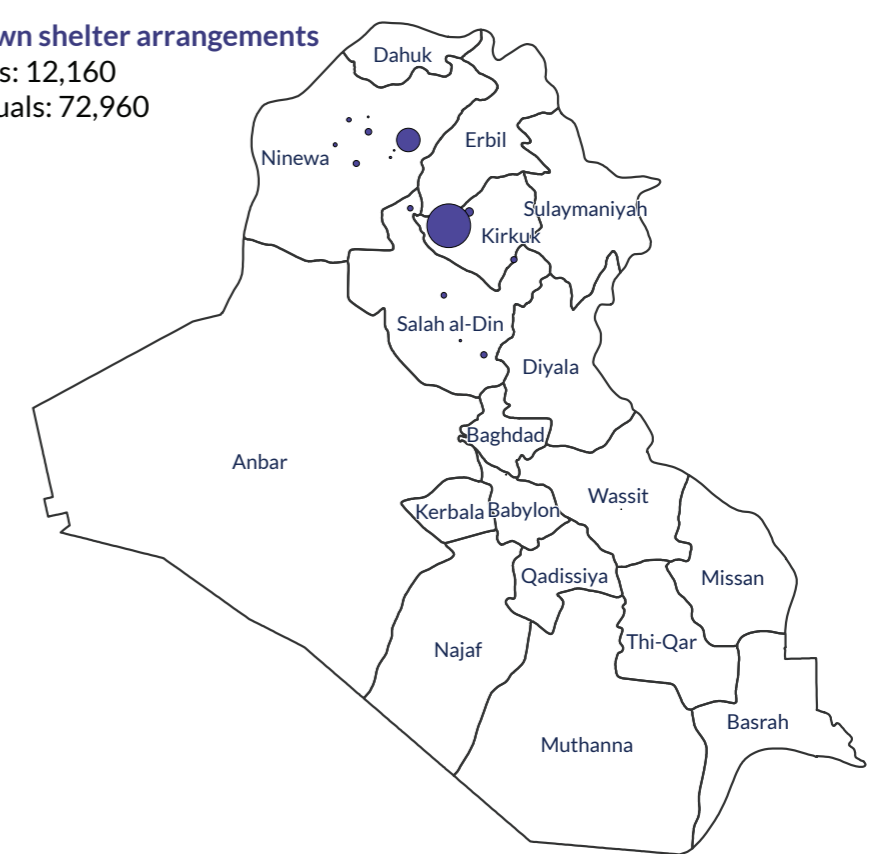 wn shelter arrangements
s: 12,160
uals: 72,960
Dahuk
Erbil
Ninewa
Sulaymaniyah
Kirkuk
Salah al-Din
Diyala
Baghdad
Anbar
Wassit
Kerbala
Babylon
Qadissiya
Missan
Thi-Qar
Najaf
Basrah
Muthanna